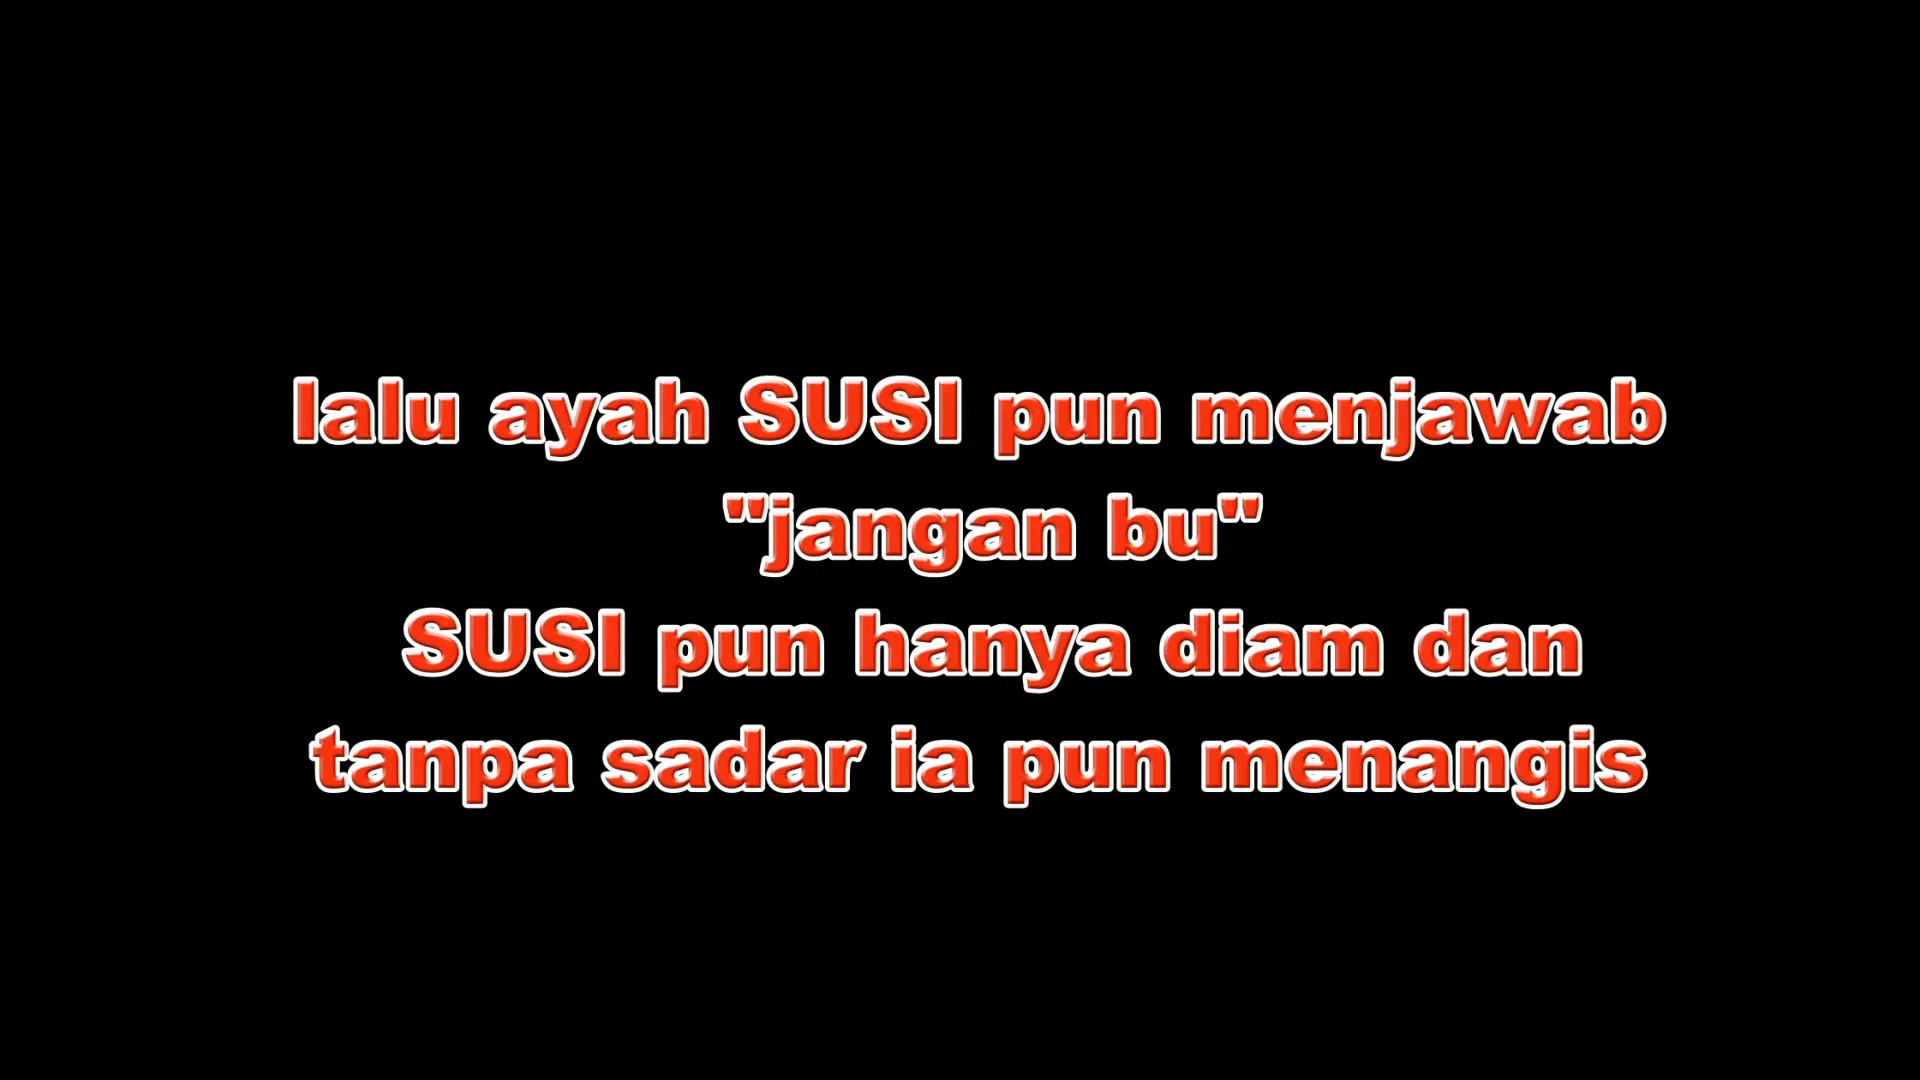 lalu ayah SUSI pun menjawab
"jangan bu"
SUSI pun hanya diam dan
tanpa sadar ia pun menangis